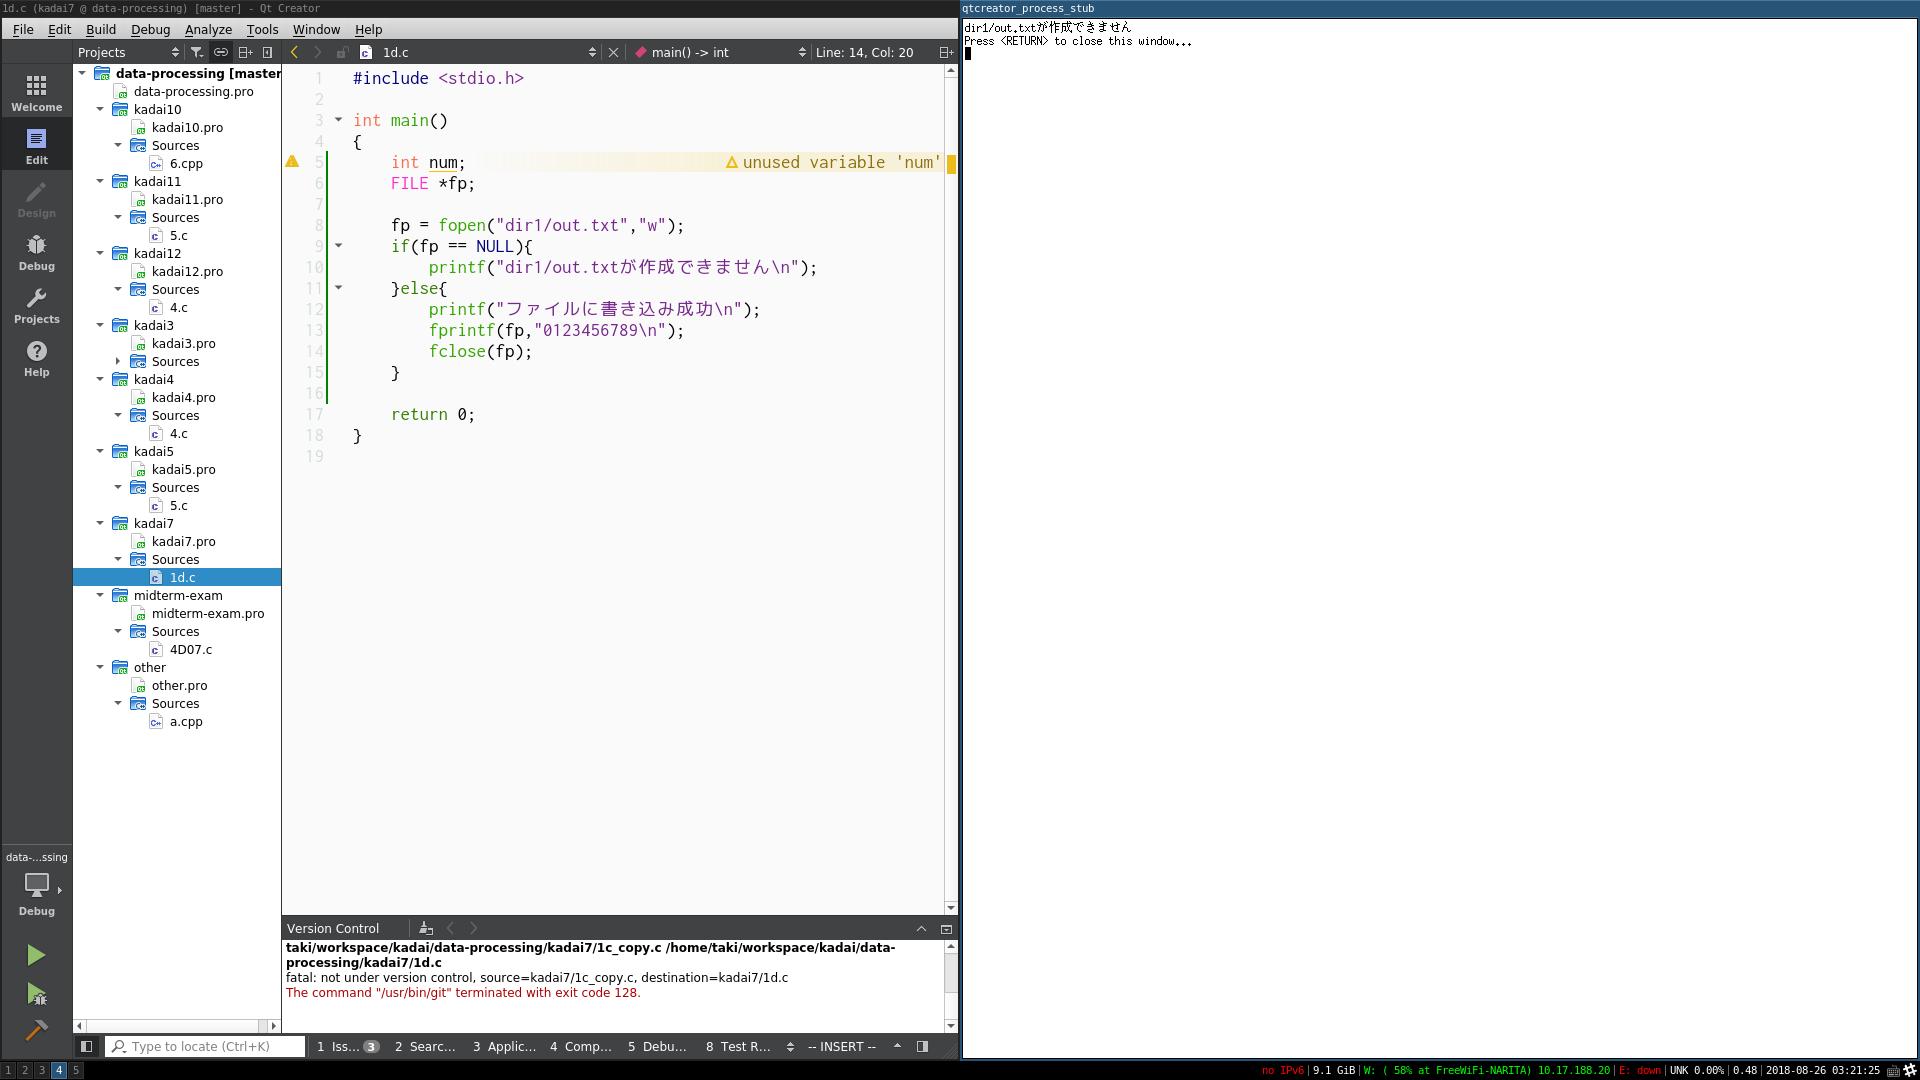 1d.c (kadai7 @ data-processing) [master] - Qt Creator
File Edit Build Debug Analyze Tools Window Help
Projects
1d.c
main() -> int
Line: 14, Col: 20
Welcome
Edit
Design
Debug
Projects
Help
data-...ssing
Debug
data-processing [master
data-processing.pro
kadai10
kadai10.pro
Sources
6.cpp
kadai11
kadai11.pro
Sources
5.c
kadai12
kadai12.pro
Sources
4.c
kadai3
kadai3.pro
Sources
kadai4
kadai4.pro
Sources
4.c
kadai5
kadai5.pro
Sources
5.c
kadai7
kadai7.pro
Sources
1d.c
midterm-exam
midterm-exam.pro
Sources
4D07.c
other
other.pro
Sources
a.cpp
1 #include <stdio.h>
2
3 int main()
4 {
5 int num; unused variable 'num'
6 FILE *fp;
7
8 fp = fopen("dir1/out.txt","w");
9 if(fp == NULL){
10 printf("dir1/out.txtが作成できません\n");
11 }else{
12 printf("ファイルに書き込み成功\n");
13 fprintf(fp,"0123456789\n");
14 fclose(fp);
15 }
16
17 return 0;
18 }
19
Version Control
taki/workspace/kadai/data-processing/kadai7/1c_copy.c /home/taki/workspace/kadai/data-
processing/kadai7/1d.c
fatal: not under version control, source=kadai7/1c_copy.c, destination=kadai7/1d.c
The command "/usr/bin/git" terminated with exit code 128.
Type to locate (Ctrl+K)
1 Iss... 3 2 Searc... 3 Applic... 4 Comp... 5 Debu... 8 Test R... -- INSERT --
qtcreator_process_stub
dir1/out.txtが作成できません
Press <RETURN> to close this window...
1 2 3 4 5
no IPv6|9.1 GiB|W: ( 58% at FreeWiFi-NARITA) 10.17.188.20|E: down|UNK 0.00%|0.48|2018-08-26 03:21:25